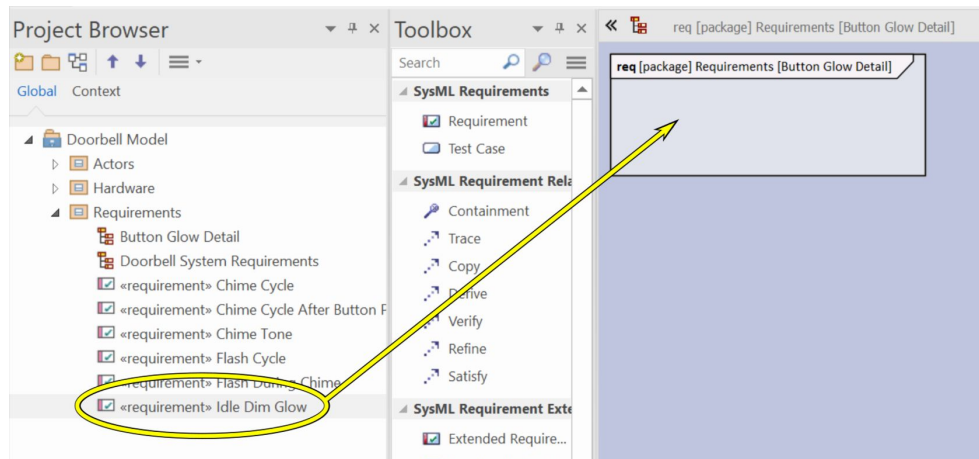 Project Browser
Global Context
Doorbell Model
Actors
Hardware
Requirements
Button Glow Detail
Doorbell System Requirements
«requirement» Chime Cycle
«requirement» Chime Cycle After Button P
«requirement» Chime Tone
«requirement» Flash Cycle
«requirement» Flash During Chime
«requirement» Idle Dim Glow
Toolbox
Search
SysML Requirements
Requirement
Test Case
SysML Requirement Rela
Containment
Trace
Copy
Derive
Verify
Refine
Satisfy
SysML Requirement Exte
Extended Require...
req [package] Requirements [Button Glow Detail]
req [package] Requirements [Button Glow Detail]